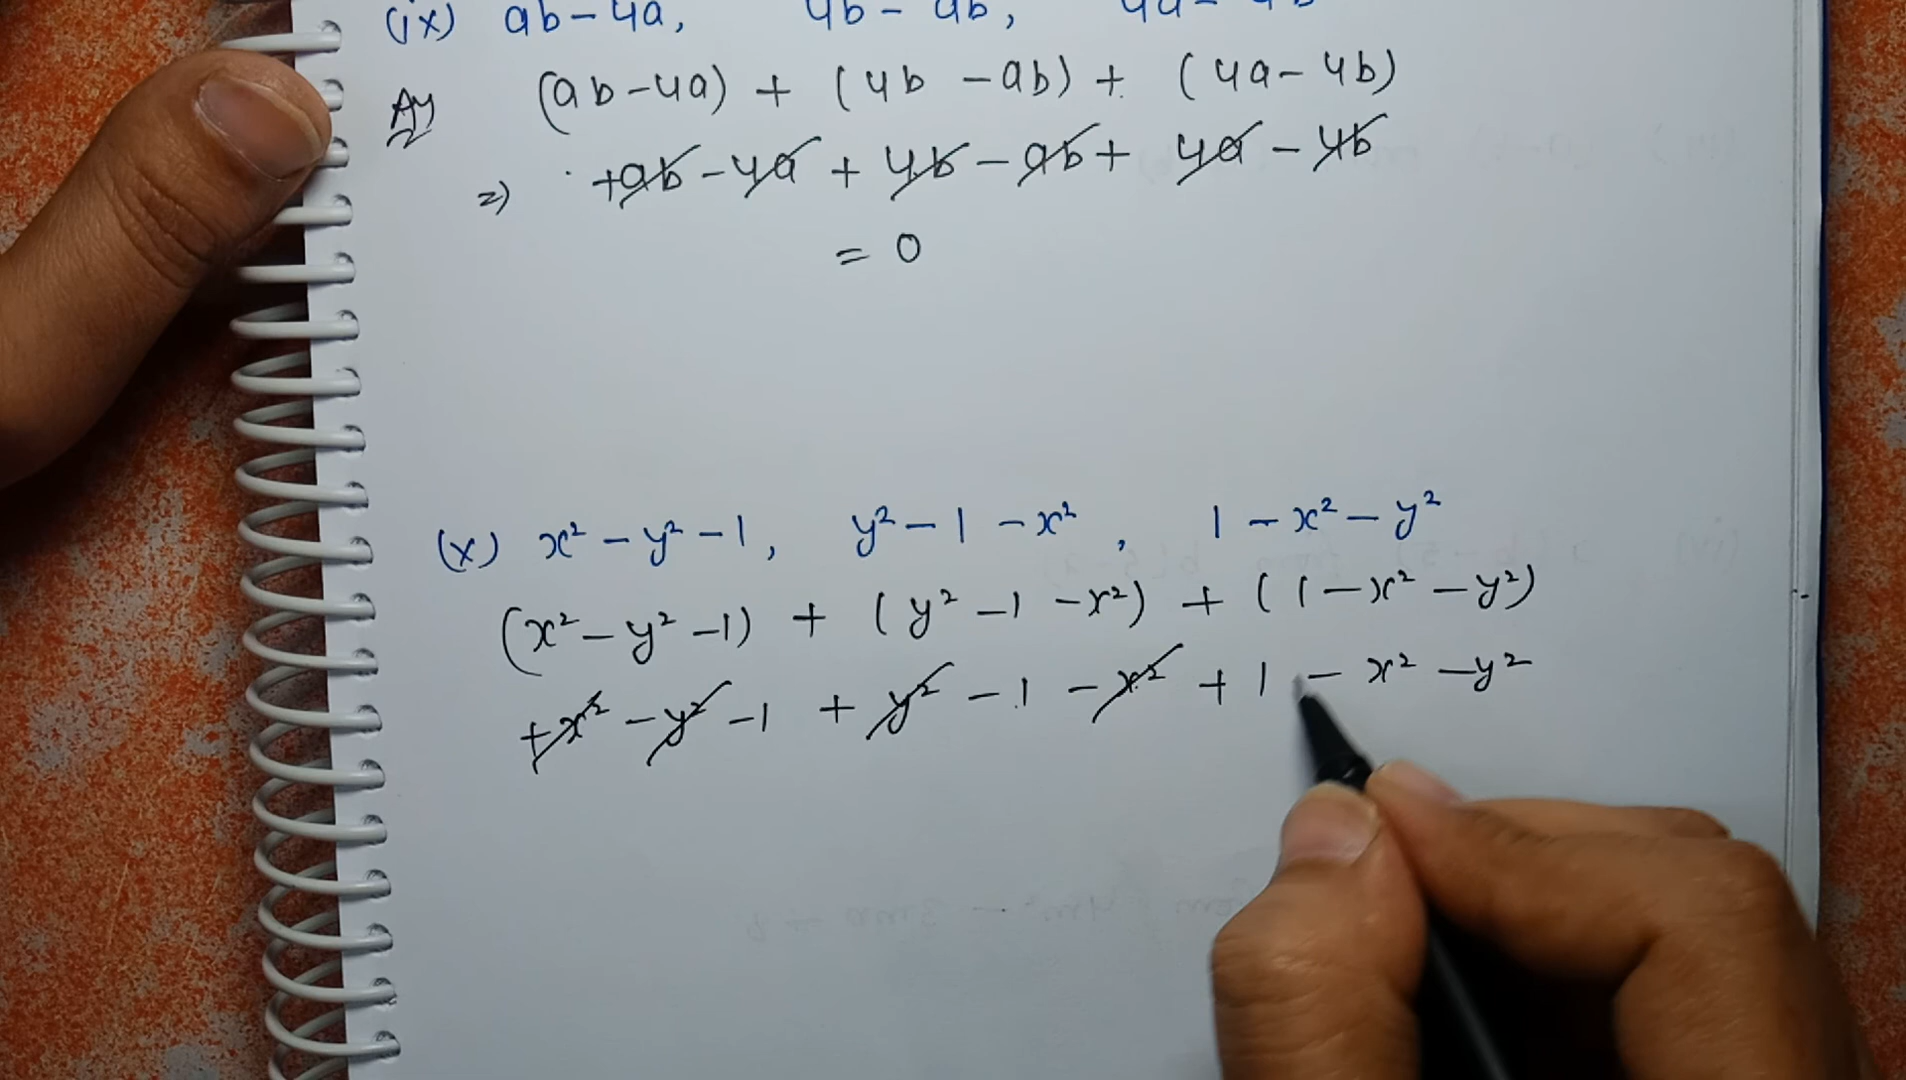 (ix) ab - 4a, 4b - ab, 4a - 4b
(ab - 4a) + (4b - ab) + (4a - 4b)
=) +ab - 4a + 4b - ab + 4a - 4b
= 0
(x) x² - y² - 1, y² - 1 - x², 1 - x² - y²
(x² - y² - 1) + (y² - 1 - x²) + (1 - x² - y²)
+x² - y² - 1 + y² - 1 - x² + 1 - x² - y²